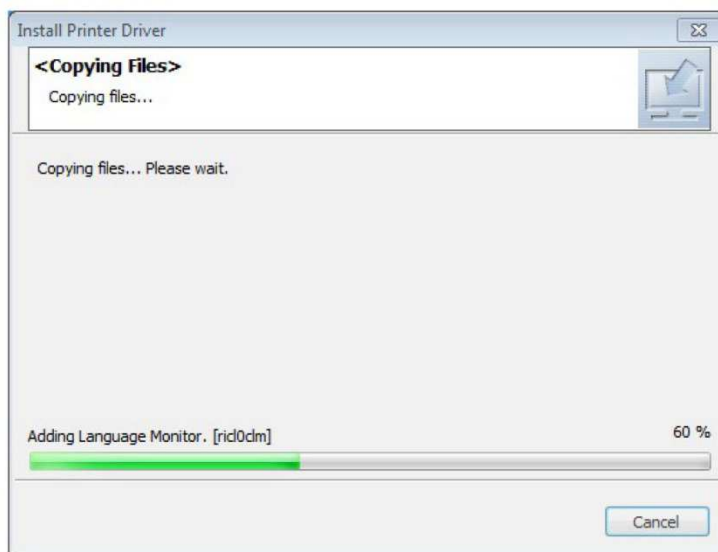 Install Printer Driver
<Copying Files>
Copying files...
Copying files... Please wait.
Adding Language Monitor. [ricl0clm]
60 %
Cancel